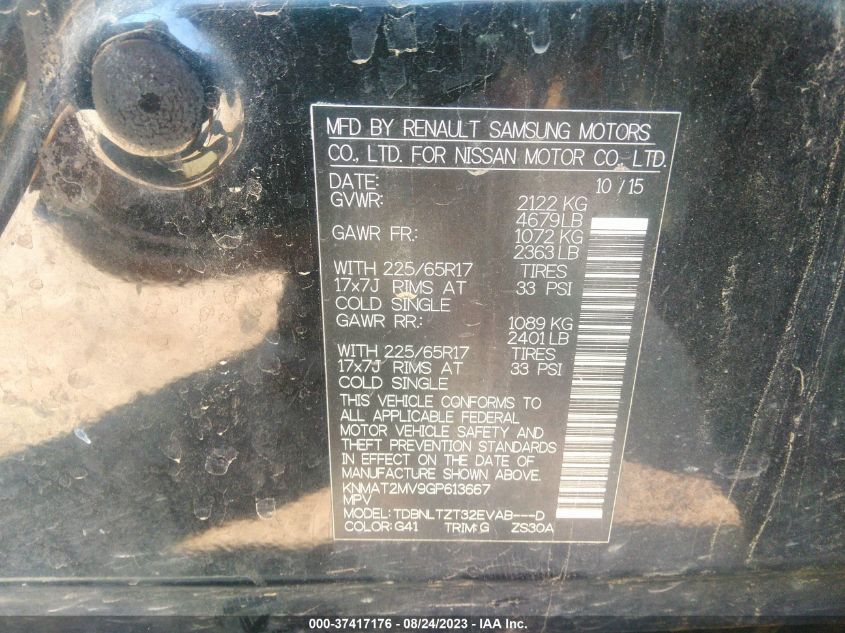 MFD BY RENAULT SAMSUNG MOTORS
CO., LTD. FOR NISSAN MOTOR CO., LTD.
DATE: 10 / 15
GVWR: 2122 KG
4679 LB
GAWR FR.: 1072 KG
2363 LB
WITH 225/65R17 TIRES
17x7J RIMS AT 33 PSI
COLD SINGLE
GAWR RR.: 1089 KG
2401 LB
WITH 225/65R17 TIRES
17x7J RIMS AT 33 PSI
COLD SINGLE
THIS VEHICLE CONFORMS TO
ALL APPLICABLE FEDERAL
MOTOR VEHICLE SAFETY AND
THEFT PREVENTION STANDARDS
IN EFFECT ON THE DATE OF
MANUFACTURE SHOWN ABOVE.
KNMAT2MV9GP613667
MPV
MODEL: TDBNLTZT32EVAB---D
COLOR: G41 TRIM: G ZS30A
000-37417176 - 08/24/2023 - IAA Inc.